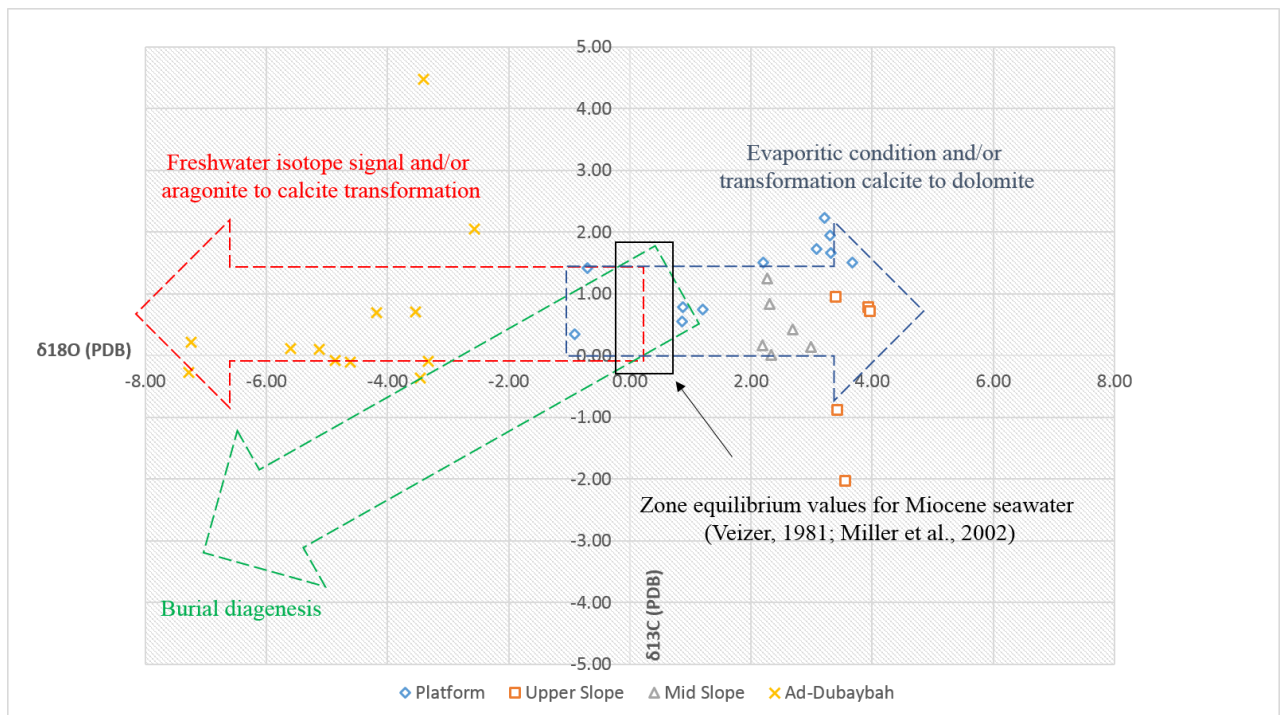 5.00
4.00
3.00
2.00
1.00
0.00
-1.00
-2.00
-3.00
-4.00
-5.00
-8.00
-6.00
-4.00
-2.00
0.00
2.00
4.00
6.00
8.00
Freshwater isotope signal and/or
aragonite to calcite transformation
Evaporitic condition and/or
transformation calcite to dolomite
δ18O (PDB)
Zone equilibrium values for Miocene seawater
(Veizer, 1981; Miller et al., 2002)
δ13C (PDB)
Burial diagenesis
Platform
Upper Slope
Mid Slope
Ad-Dubaybah